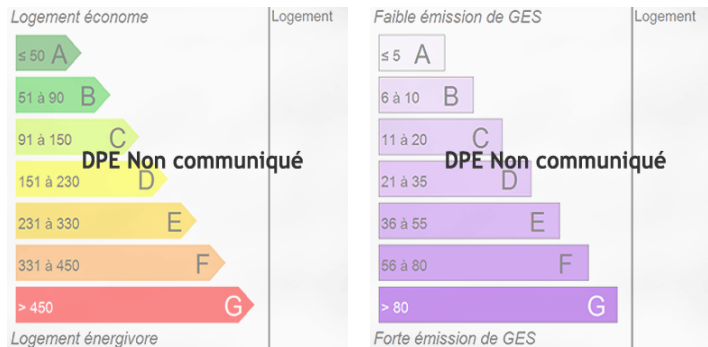 Logement économe
Logement
≤ 50 A
51 à 90 B
91 à 150 C
DPE Non communiqué
151 à 230 D
231 à 330 E
331 à 450 F
> 450 G
Logement énergivore
Faible émission de GES
Logement
≤ 5 A
6 à 10 B
11 à 20 C
DPE Non communiqué
21 à 35 D
36 à 55 E
56 à 80 F
> 80 G
Forte émission de GES